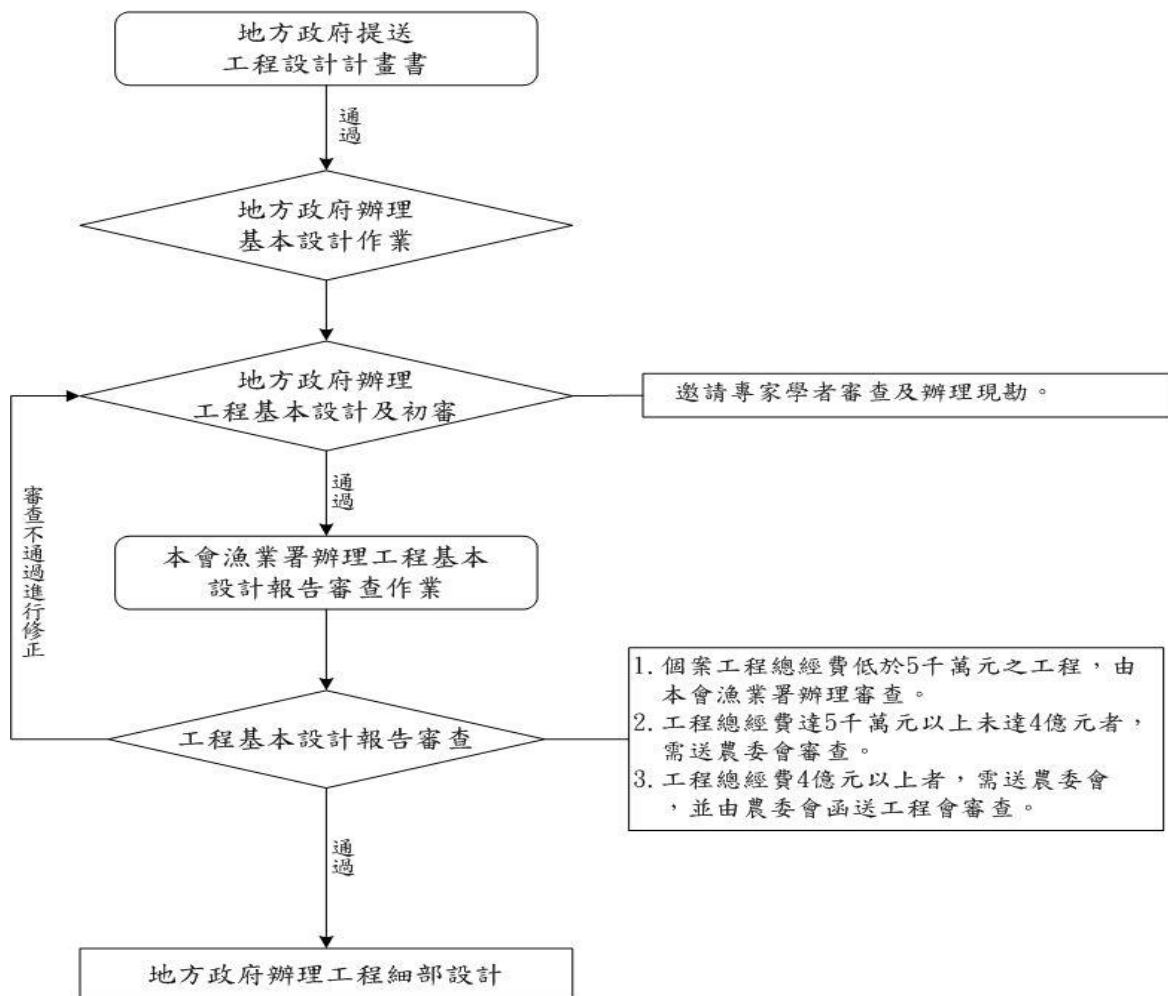 地方政府提送
工程設計計畫書
通過
地方政府辦理
基本設計作業
地方政府辦理
工程基本設計及初審
邀請專家學者審查及辦理現勘。
通過
審查不通過進行修正
本會漁業署辦理工程基本
設計報告審查作業
工程基本設計報告審查
1.個案工程總經費低於5千萬元之工程，由
本會漁業署辦理審查。
2.工程總經費達5千萬元以上未達4億元者，
需送農委會審查。
3.工程總經費4億元以上者，需送農委會
，並由農委會函送工程會審查。
通過
地方政府辦理工程細部設計